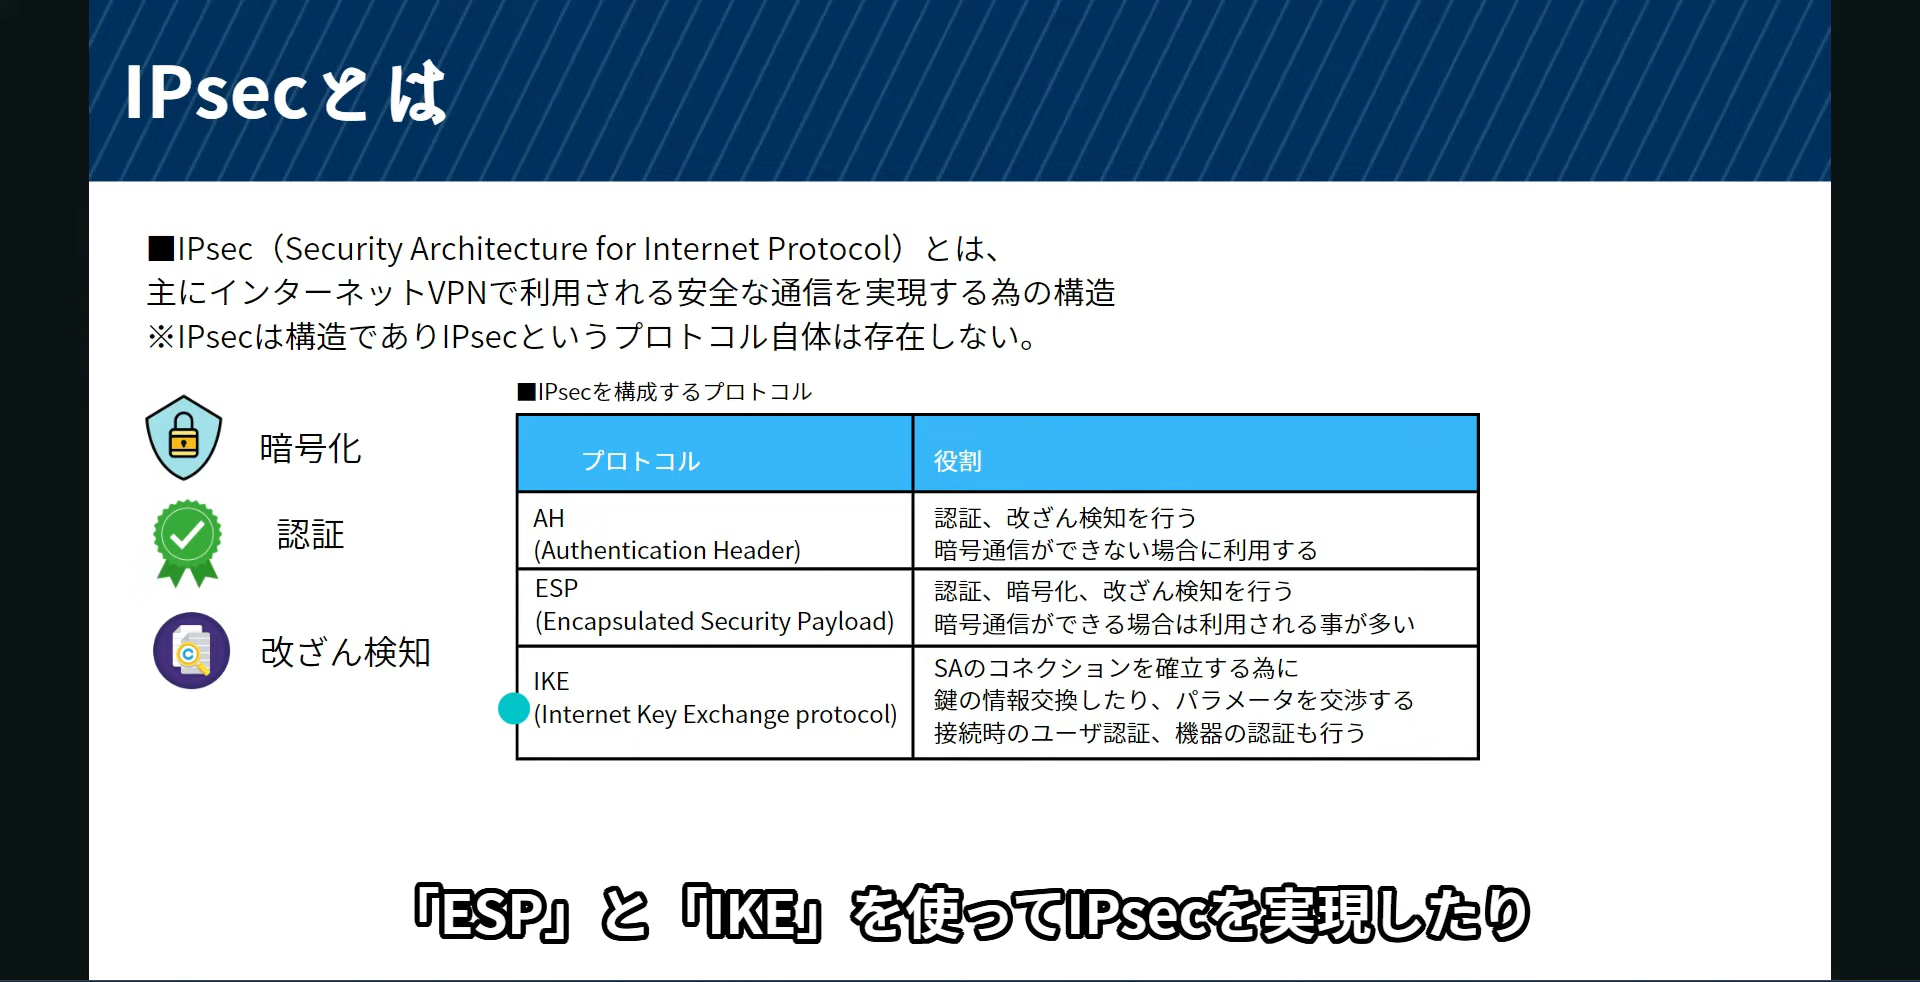 IPsecとは
■IPsec（Security Architecture for Internet Protocol）とは、
主にインターネットVPNで利用される安全な通信を実現する為の構造
※IPsecは構造でありIPsecというプロトコル自体は存在しない。
暗号化
認証
改ざん検知
■IPsecを構成するプロトコル
プロトコル
役割
AH
(Authentication Header)
認証、改ざん検知を行う
暗号通信ができない場合に利用する
ESP
(Encapsulated Security Payload)
認証、暗号化、改ざん検知を行う
暗号通信ができる場合は利用される事が多い
IKE
(Internet Key Exchange protocol)
SAのコネクションを確立する為に
鍵の情報交換したり、パラメータを交渉する
接続時のユーザ認証、機器の認証も行う
「ESP」と「IKE」を使ってIPsecを実現したり